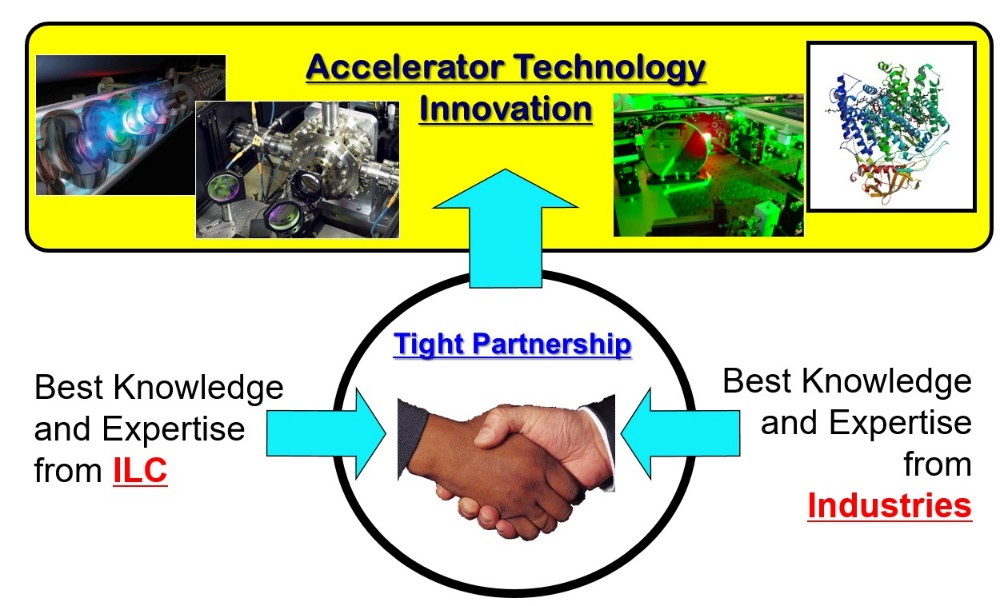 Accelerator Technology
Innovation
Tight Partnership
Best Knowledge
and Expertise
from ILC
Best Knowledge
and Expertise
from
Industries